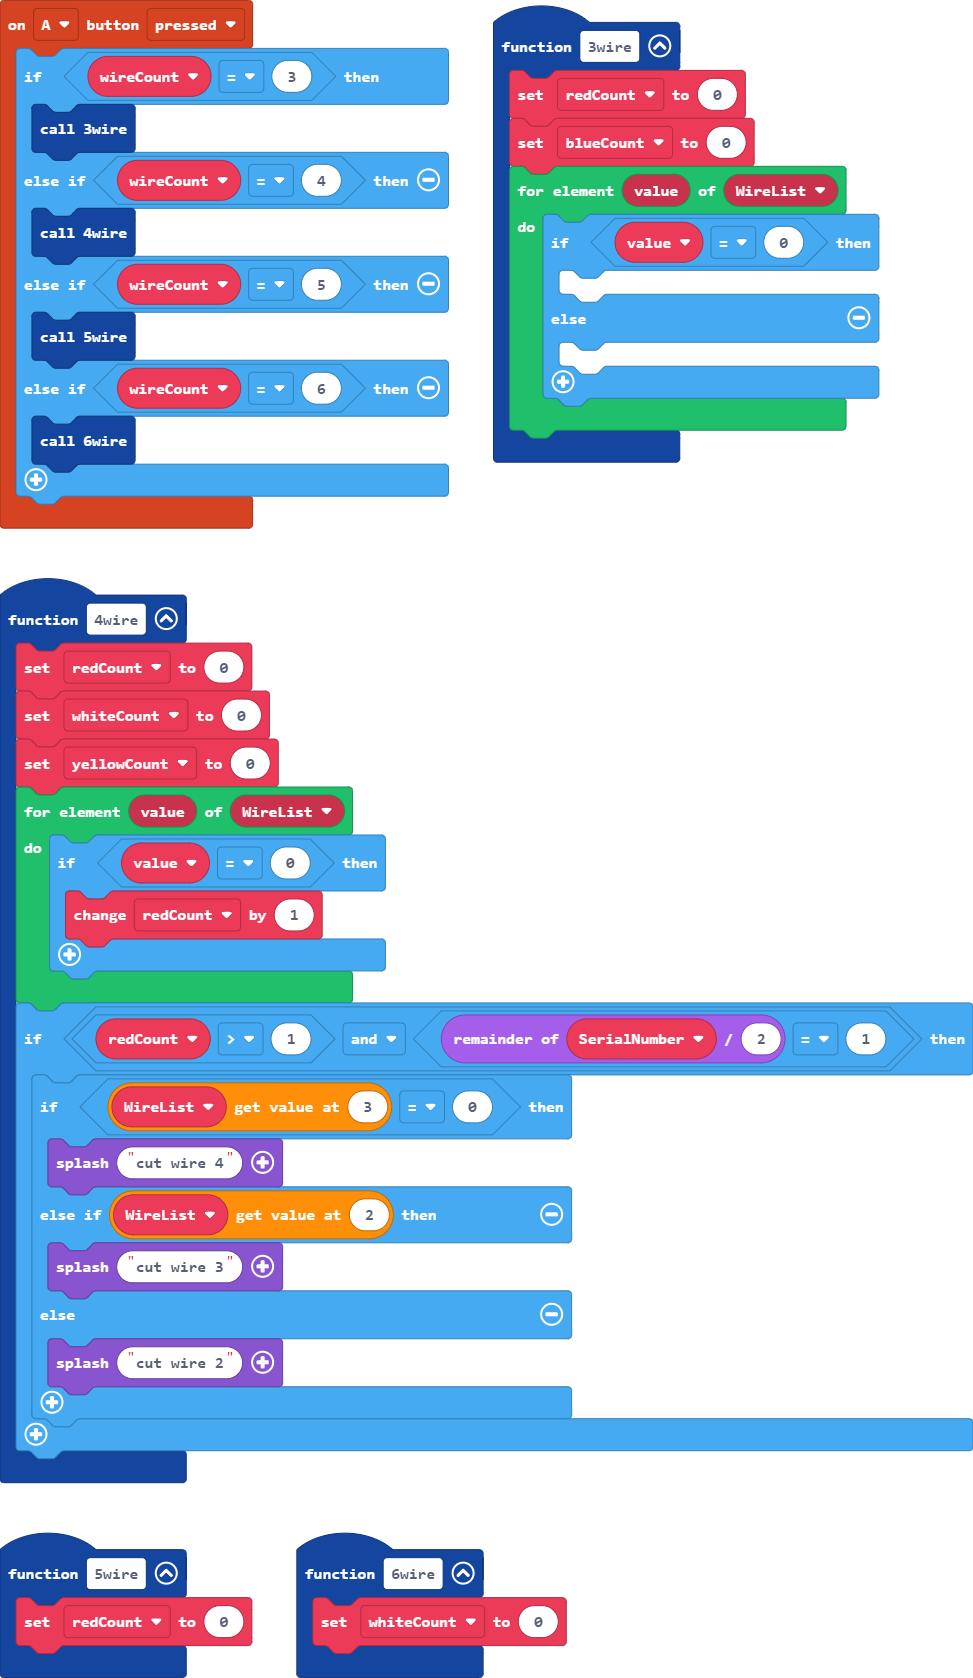 on A button pressed
if wireCount = 3 then
call 3wire
else if wireCount = 4 then
call 4wire
else if wireCount = 5 then
call 5wire
else if wireCount = 6 then
call 6wire
function 3wire
set redCount to 0
set blueCount to 0
for element value of WireList
do
if value = 0 then
else
function 4wire
set redCount to 0
set whiteCount to 0
set yellowCount to 0
for element value of WireList
do
if value = 0 then
change redCount by 1
if redCount > 1 and remainder of SerialNumber / 2 = 1 then
if WireList get value at 3 = 0 then
splash "cut wire 4"
else if WireList get value at 2 then
splash "cut wire 3"
else
splash "cut wire 2"
function 5wire
set redCount to 0
function 6wire
set whiteCount to 0